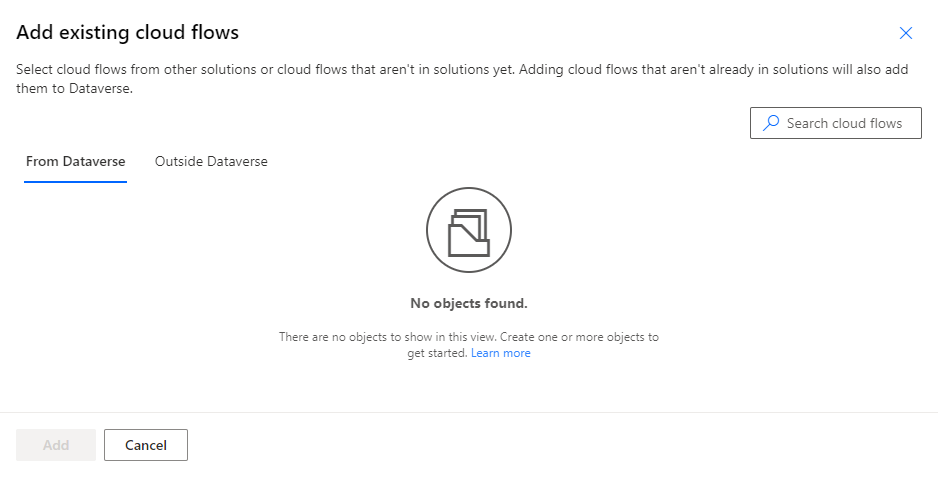 Add existing cloud flows
Select cloud flows from other solutions or cloud flows that aren't in solutions yet. Adding cloud flows that aren't already in solutions will also add
them to Dataverse.
Search cloud flows
From Dataverse
Outside Dataverse
No objects found.
There are no objects to show in this view. Create one or more objects to
get started. Learn more
Add
Cancel